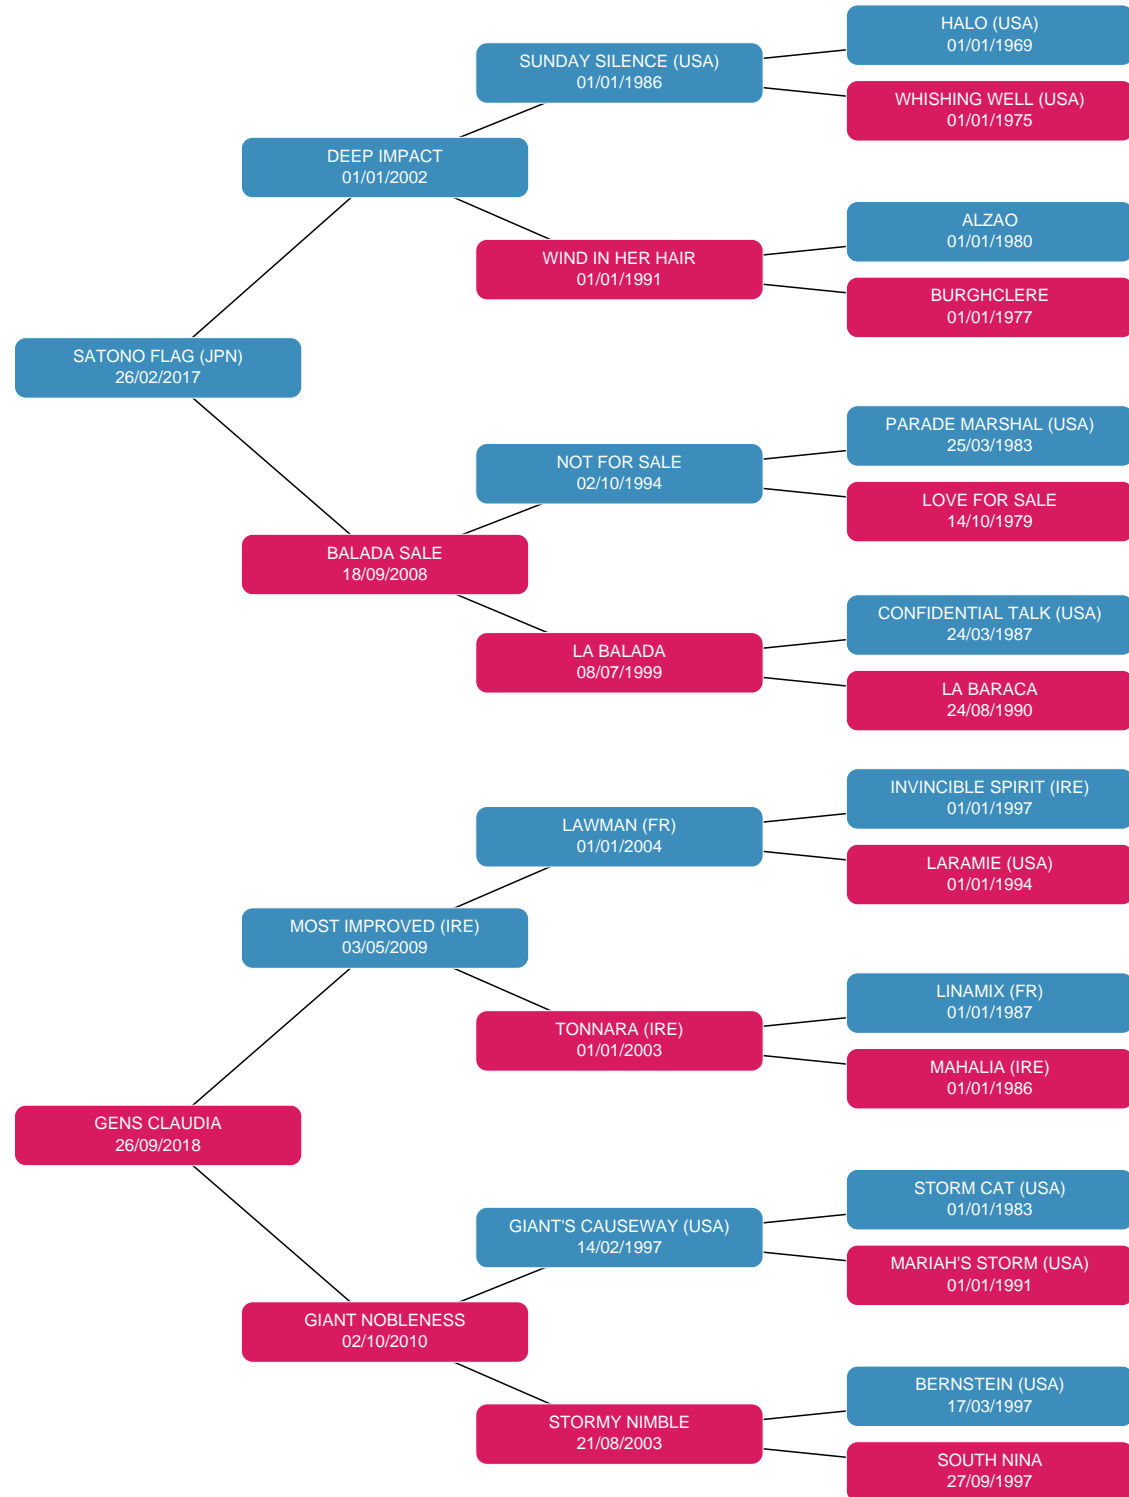 HALO (USA)
01/01/1969
SUNDAY SILENCE (USA)
01/01/1986
WHISHING WELL (USA)
01/01/1975
DEEP IMPACT
01/01/2002
ALZAO
01/01/1980
WIND IN HER HAIR
01/01/1991
BURGHCLERE
01/01/1977
SATONO FLAG (JPN)
26/02/2017
PARADE MARSHAL (USA)
25/03/1983
NOT FOR SALE
02/10/1994
LOVE FOR SALE
14/10/1979
BALADA SALE
18/09/2008
CONFIDENTIAL TALK (USA)
24/03/1987
LA BALADA
08/07/1999
LA BARACA
24/08/1990
INVINCIBLE SPIRIT (IRE)
01/01/1997
LAWMAN (FR)
01/01/2004
LARAMIE (USA)
01/01/1994
MOST IMPROVED (IRE)
03/05/2009
LINAMIX (FR)
01/01/1987
TONNARA (IRE)
01/01/2003
MAHALIA (IRE)
01/01/1986
GENS CLAUDIA
26/09/2018
STORM CAT (USA)
01/01/1983
GIANT'S CAUSEWAY (USA)
14/02/1997
MARIAH'S STORM (USA)
01/01/1991
GIANT NOBLENESS
02/10/2010
BERNSTEIN (USA)
17/03/1997
STORMY NIMBLE
21/08/2003
SOUTH NINA
27/09/1997